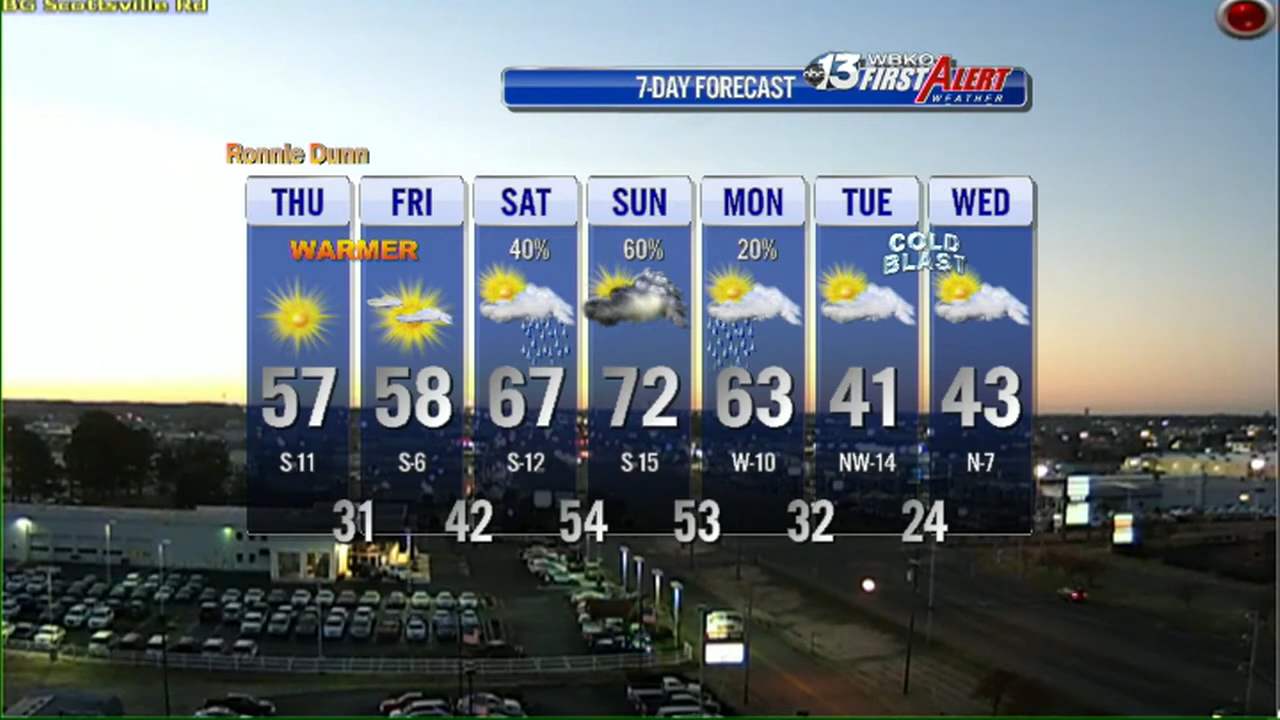 BG Scottsville Rd
7-DAY FORECAST abc 13 WBKO FIRST ALERT WEATHER
Ronnie Dunn
THU FRI SAT SUN MON TUE WED
WARMER 40% 60% 20% COLD BLAST
57 58 67 72 63 41 43
S-11 S-6 S-12 S-15 W-10 NW-14 N-7
31 42 54 53 32 24